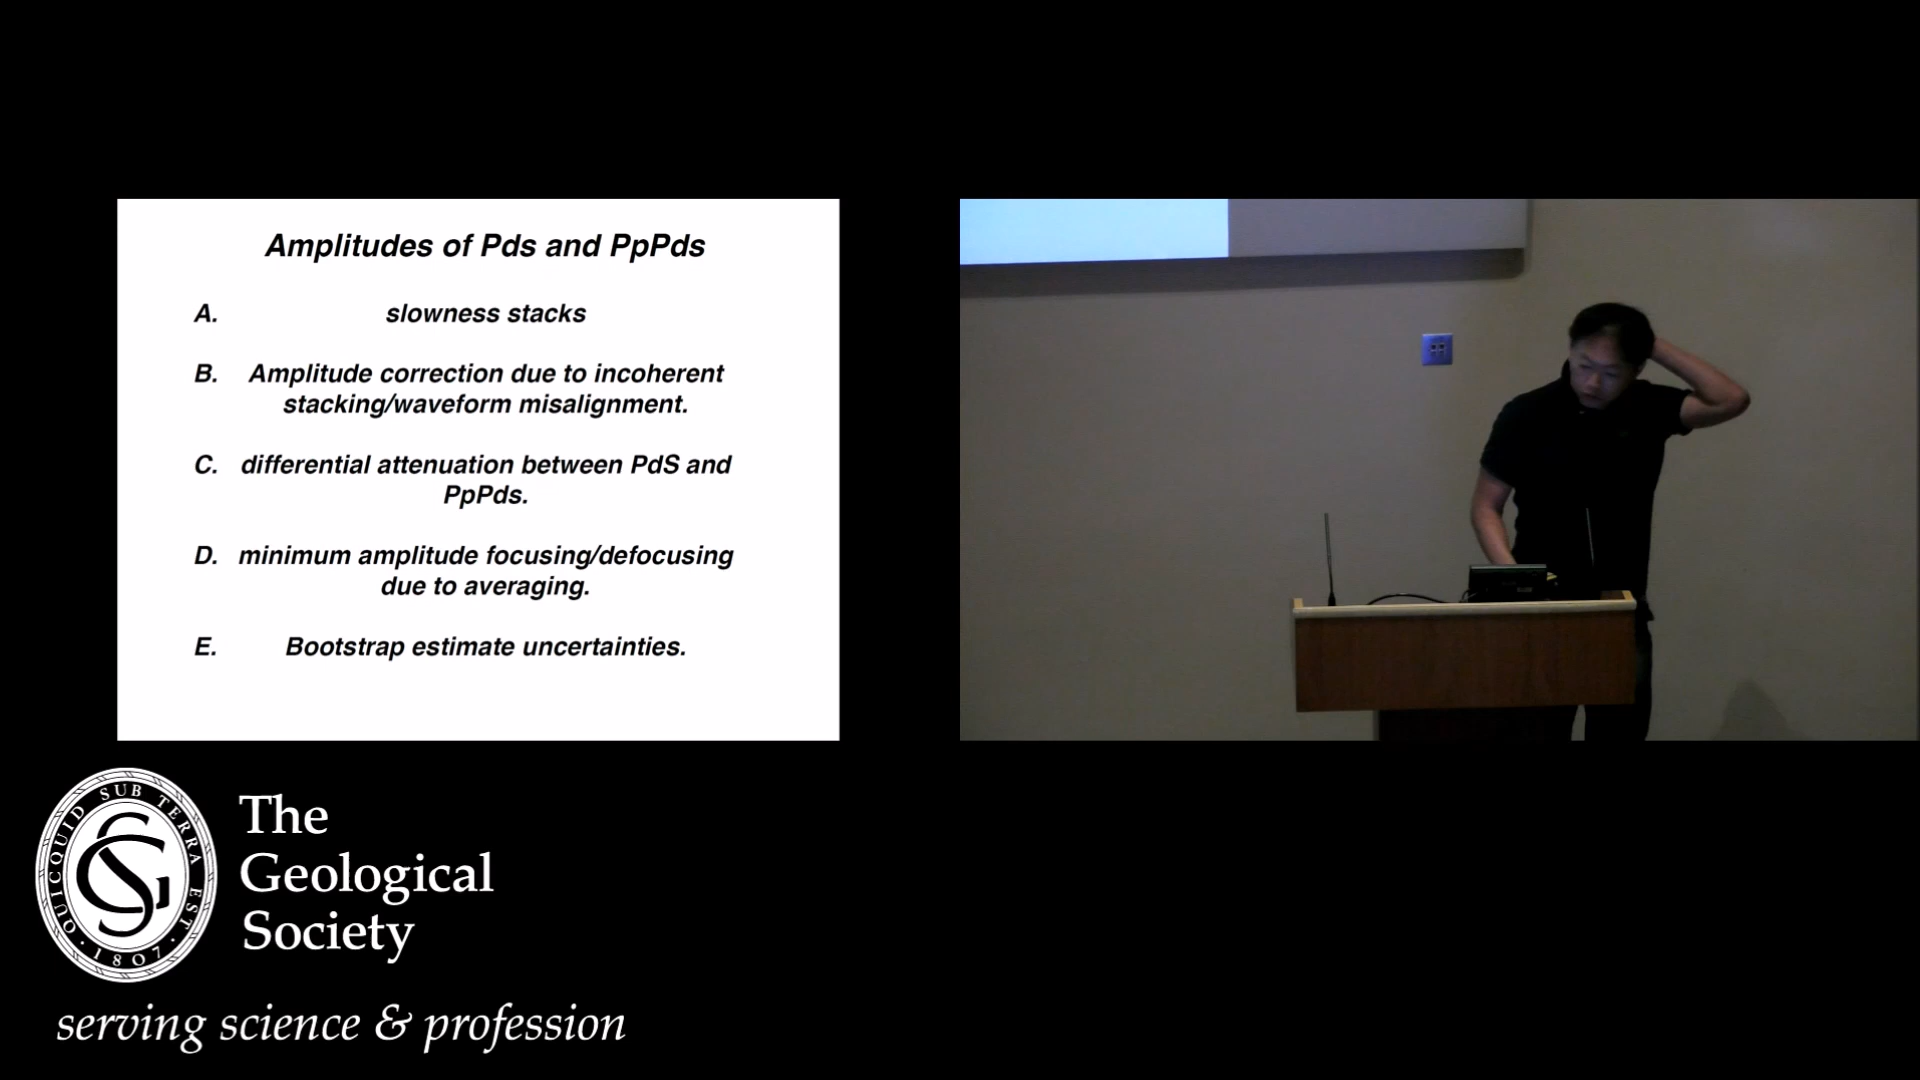 Amplitudes of Pds and PpPds
A. slowness stacks
B. Amplitude correction due to incoherent
stacking/waveform misalignment.
C. differential attenuation between PdS and
PpPds.
D. minimum amplitude focusing/defocusing
due to averaging.
E. Bootstrap estimate uncertainties.
QUICQUID SUB TERRA EST
1807
The
Geological
Society
serving science & profession